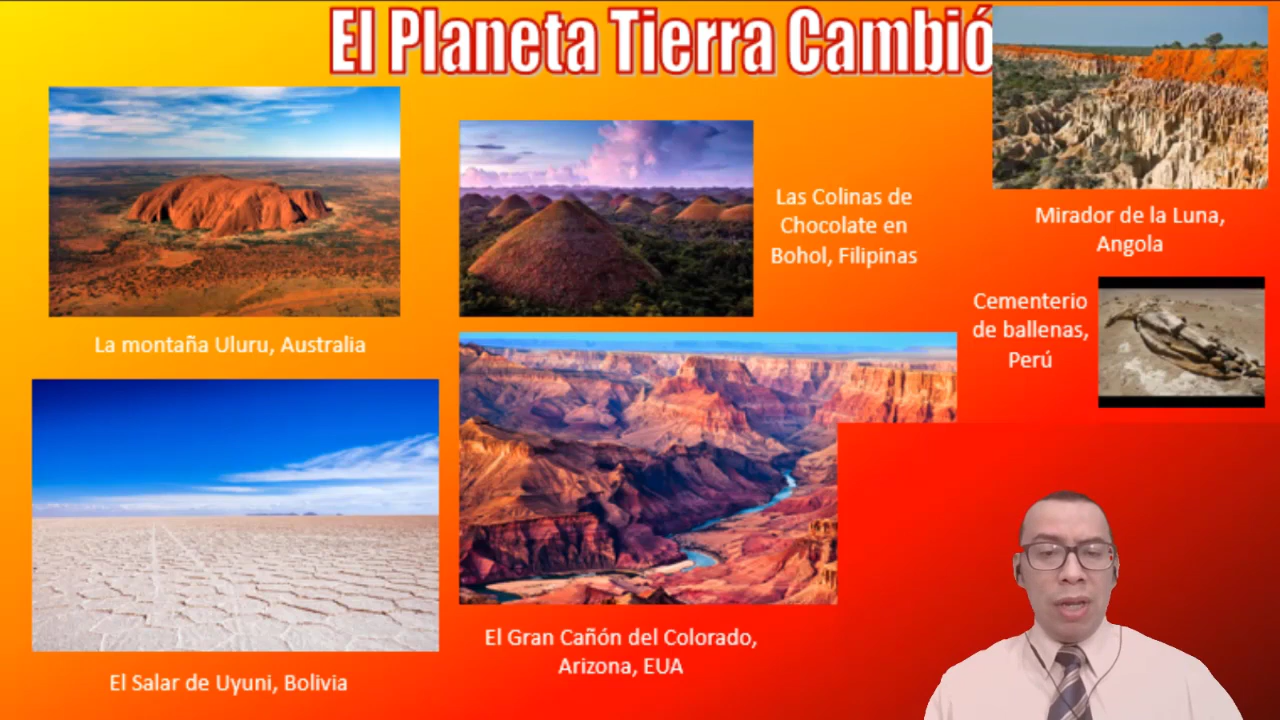 El Planeta Tierra Cambió
Las Colinas de
Chocolate en
Bohol, Filipinas
Mirador de la Luna,
Angola
Cementerio
de ballenas,
Perú
La montaña Uluru, Australia
El Gran Cañón del Colorado,
Arizona, EUA
El Salar de Uyuni, Bolivia